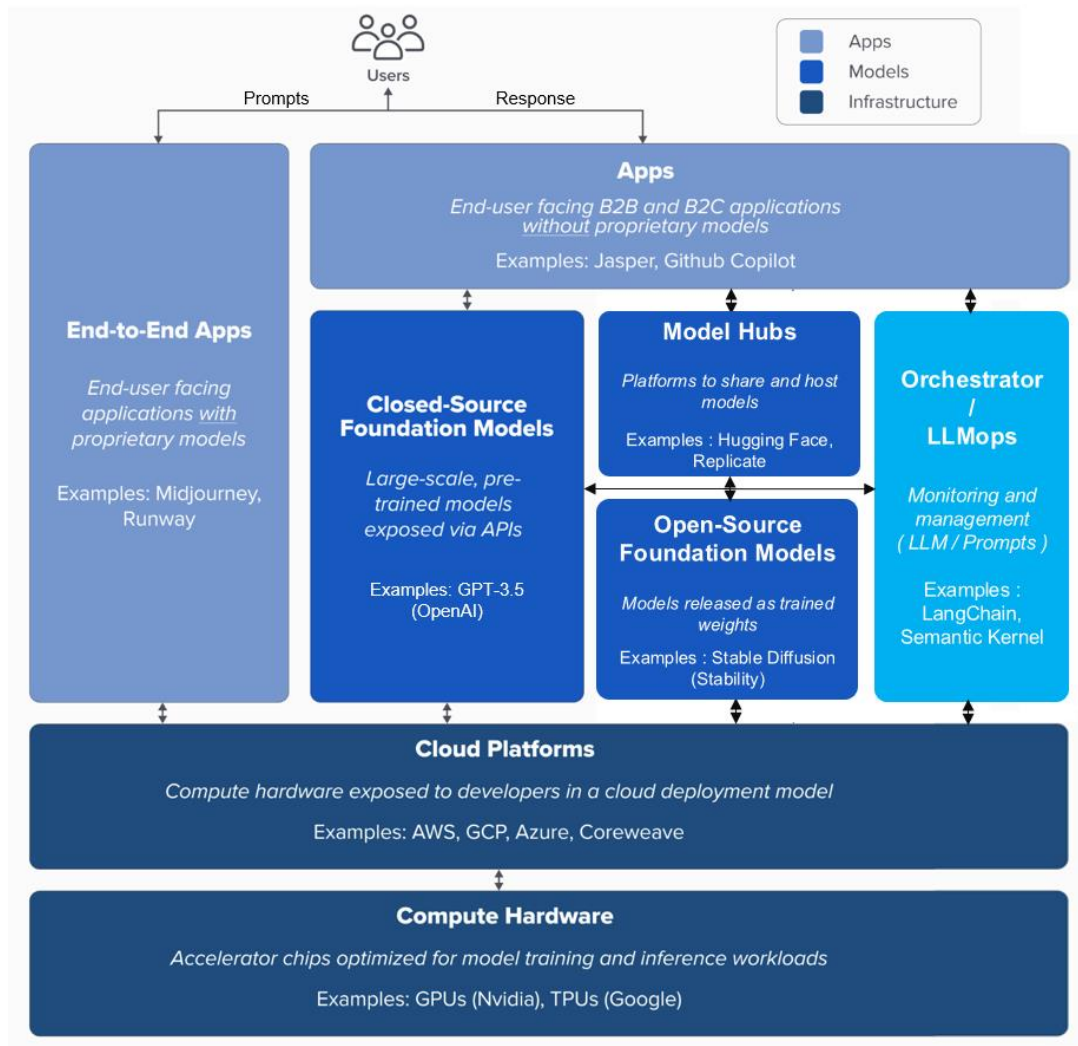 Users
Prompts
Response
Apps
Models
Infrastructure
Apps
End-user facing B2B and B2C applications
without proprietary models
Examples: Jasper, Github Copilot
End-to-End Apps
End-user facing
applications with
proprietary models
Examples: Midjourney,
Runway
Closed-Source
Foundation Models
Large-scale, pre-
trained models
exposed via APIs
Examples: GPT-3.5
(OpenAI)
Model Hubs
Platforms to share and host
models
Examples : Hugging Face,
Replicate
Open-Source
Foundation Models
Models released as trained
weights
Examples : Stable Diffusion
(Stability)
Orchestrator
/
LLMops
Monitoring and
management
( LLM / Prompts )
Examples :
LangChain,
Semantic Kernel
Cloud Platforms
Compute hardware exposed to developers in a cloud deployment model
Examples: AWS, GCP, Azure, Coreweave
Compute Hardware
Accelerator chips optimized for model training and inference workloads
Examples: GPUs (Nvidia), TPUs (Google)